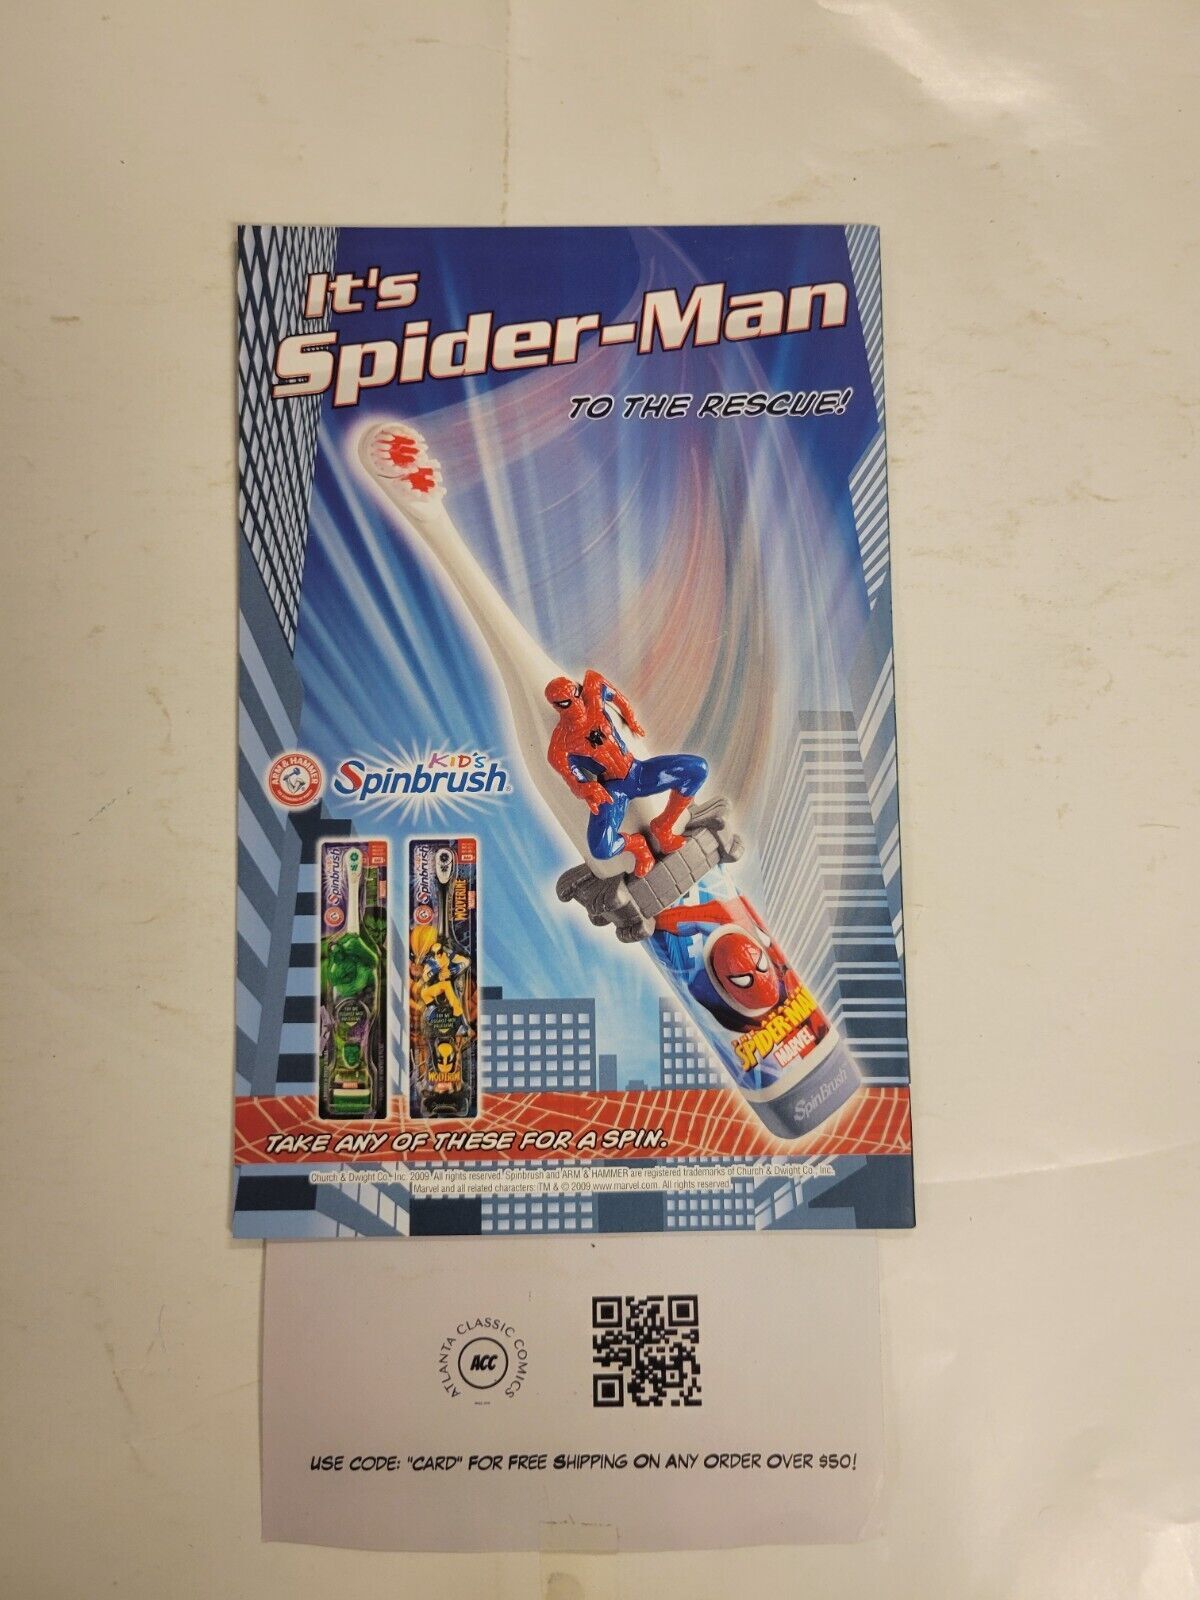 It's
Spider-Man
TO THE RESCUE!
ARM & HAMMER
KID'S
Spinbrush
Spinbrush
Spinbrush
WOLVERINE
WOLVERINE
SPIDER-MAN
MARVEL
SpinBrush
TAKE ANY OF THESE FOR A SPIN.
Church & Dwight Co., Inc. 2009. All rights reserved. Spinbrush and ARM & HAMMER are registered trademarks of Church & Dwight Co., Inc.
Marvel and all related characters: TM & © 2009 www.marvel.com. All rights reserved.
ATLANTA CLASSIC COMICS
ACC
USE CODE: "CARD" FOR FREE SHIPPING ON ANY ORDER OVER $50!